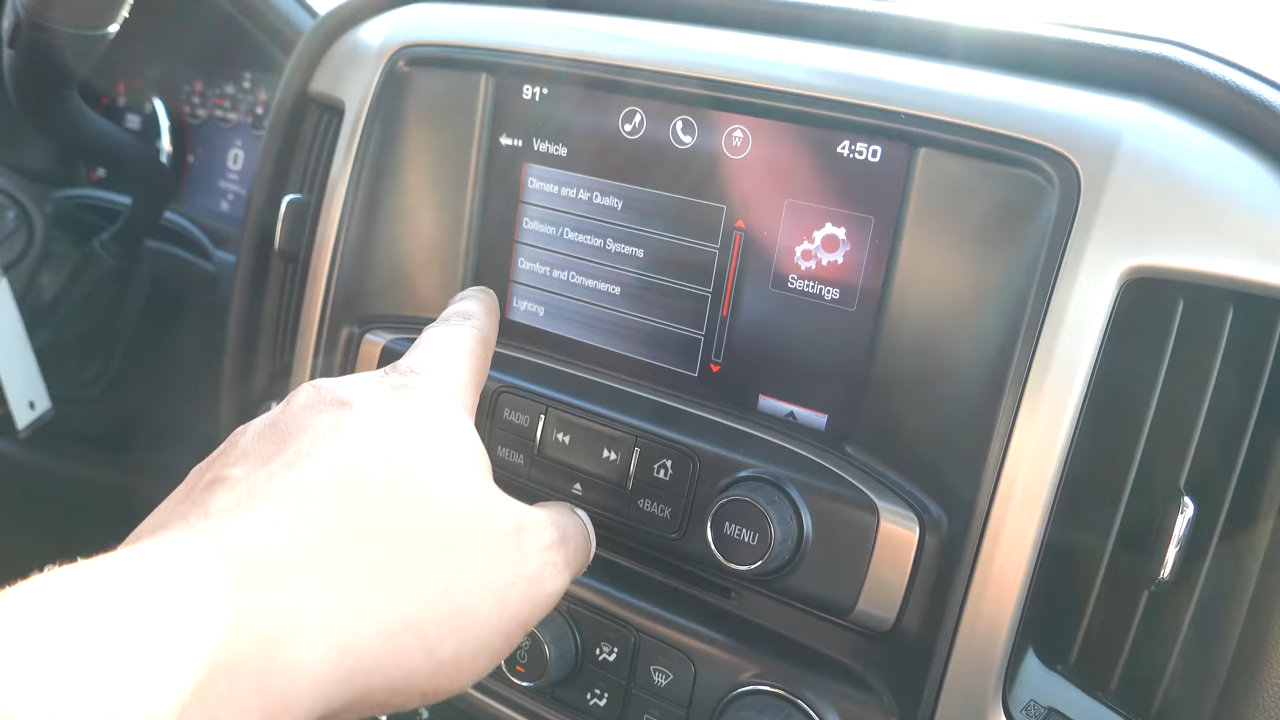 91°
W
4:50
Vehicle
Climate and Air Quality
Collision / Detection Systems
Comfort and Convenience
Lighting
Settings
0
RADIO
MEDIA
BACK
MENU